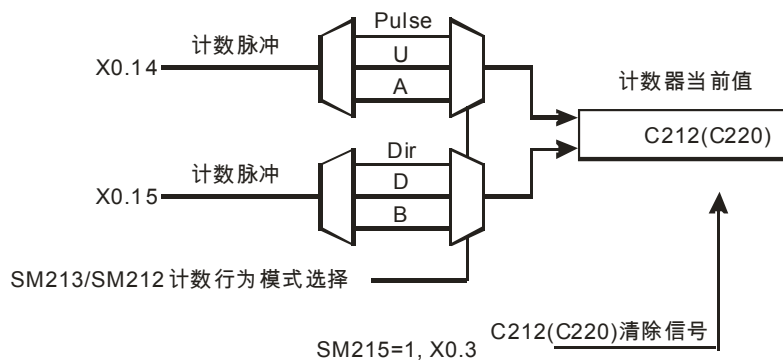 Pulse
计数脉冲
U
X0.14
A
计数器当前值
C212(C220)
Dir
计数脉冲
D
X0.15
B
SM213/SM212 计数行为模式选择
C212(C220)清除信号
SM215=1, X0.3